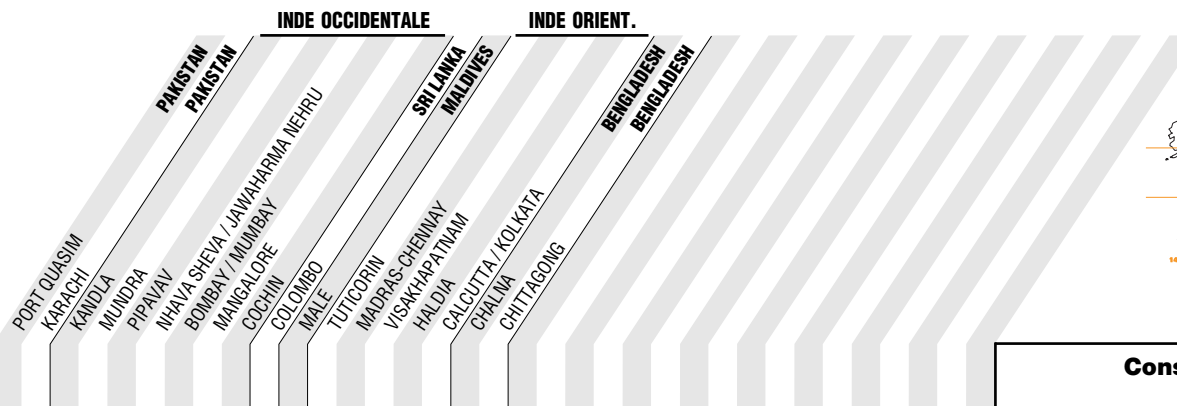 INDE OCCIDENTALE
INDE ORIENT.
PAKISTAN
PAKISTAN
SRI LANKA
MALDIVES
BENGLADESH
BENGLADESH
PORT QUASIM
KARACHI
KANDLA
MUNDRA
PIPAVAV
NHAVA SHEVA / JAWAHARMA NEHRU
BOMBAY / MUMBAY
MANGALORE
COCHIN
COLOMBO
MALE
TUTICORIN
MADRAS-CHENNAY
VISAKHAPATNAM
HALDIA
CALCUTTA / KOLKATA
CHALNA
CHITTAGONG
Cons